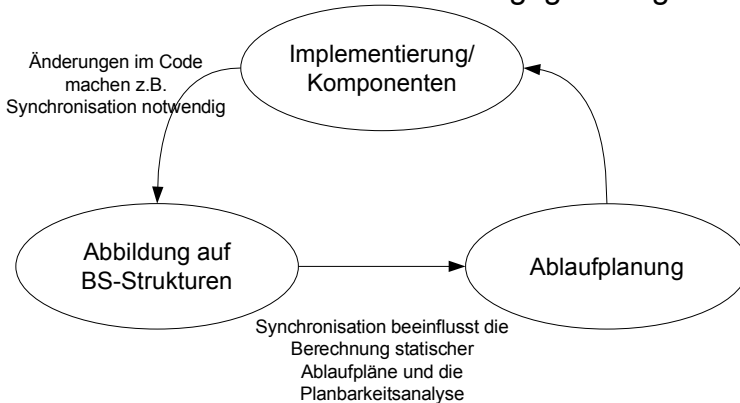 Implementierung/
Komponenten
Änderungen im Code
machen z.B.
Synchronisation notwendig
Abbildung auf
BS-Strukturen
Ablaufplanung
Synchronisation beeinflusst die
Berechnung statischer
Ablaufpläne und die
Planbarkeitsanalyse